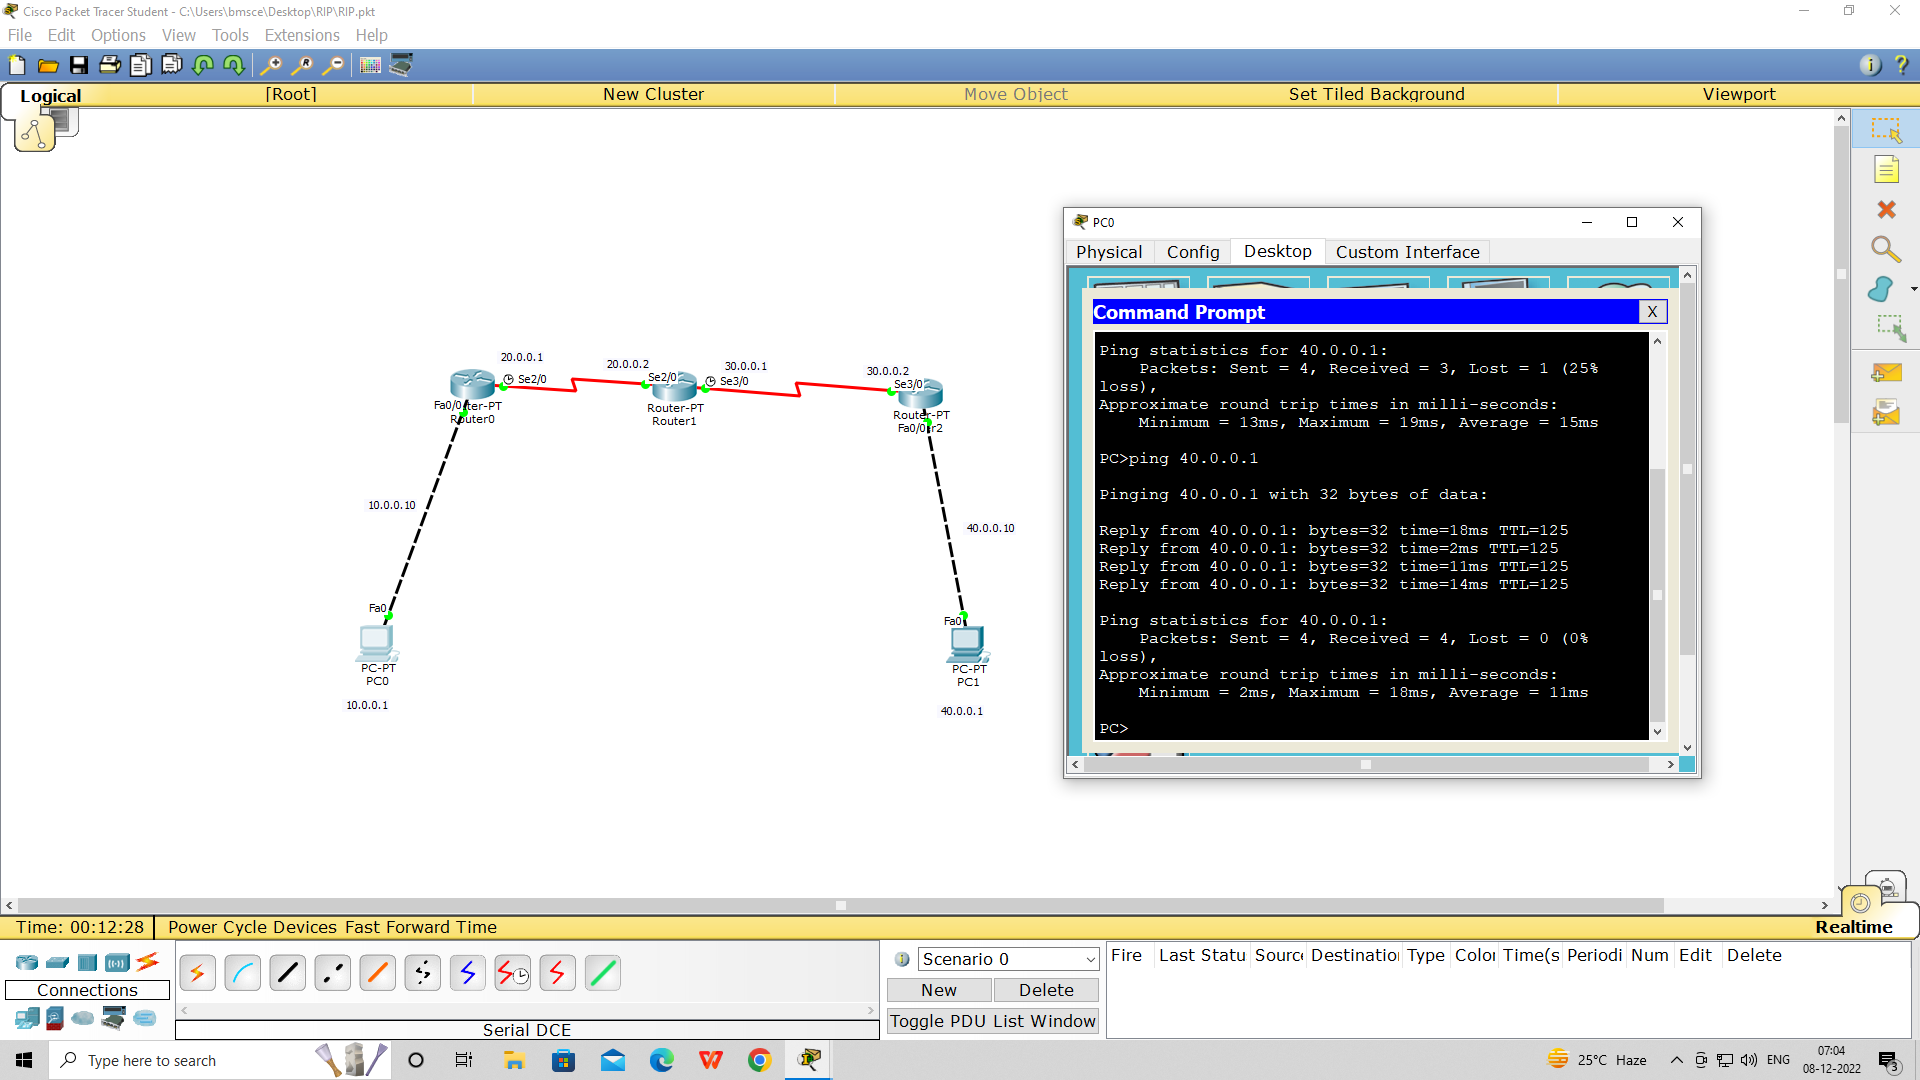 Cisco Packet Tracer Student - C:\Users\bmsce\Desktop\RIP\RIP.pkt
File Edit Options View Tools Extensions Help
Logical [Root] New Cluster Move Object Set Tiled Background Viewport
PC0
Physical Config Desktop Custom Interface
Command Prompt X
Ping statistics for 40.0.0.1:
Packets: Sent = 4, Received = 3, Lost = 1 (25%
loss),
Approximate round trip times in milli-seconds:
Minimum = 13ms, Maximum = 19ms, Average = 15ms
PC>ping 40.0.0.1
Pinging 40.0.0.1 with 32 bytes of data:
Reply from 40.0.0.1: bytes=32 time=18ms TTL=125
Reply from 40.0.0.1: bytes=32 time=2ms TTL=125
Reply from 40.0.0.1: bytes=32 time=11ms TTL=125
Reply from 40.0.0.1: bytes=32 time=14ms TTL=125
Ping statistics for 40.0.0.1:
Packets: Sent = 4, Received = 4, Lost = 0 (0%
loss),
Approximate round trip times in milli-seconds:
Minimum = 2ms, Maximum = 18ms, Average = 11ms
PC>
20.0.0.1
20.0.0.2
30.0.0.1
30.0.0.2
Se2/0
Se2/0
Se3/0
Se3/0
Fa0/0 ter-PT
Router0
Router-PT
Router1
Router-PT
Fa0/0 r2
10.0.0.10
40.0.0.10
Fa0
PC-PT
PC0
10.0.0.1
Fa0
PC-PT
PC1
40.0.0.1
Time: 00:12:28 Power Cycle Devices Fast Forward Time Realtime
Connections
Serial DCE
Scenario 0
New Delete
Toggle PDU List Window
Fire Last Statu Sourc Destination Type Color Time(s Periodi Num Edit Delete
Type here to search
25°C Haze ENG
07:04
08-12-2022
3